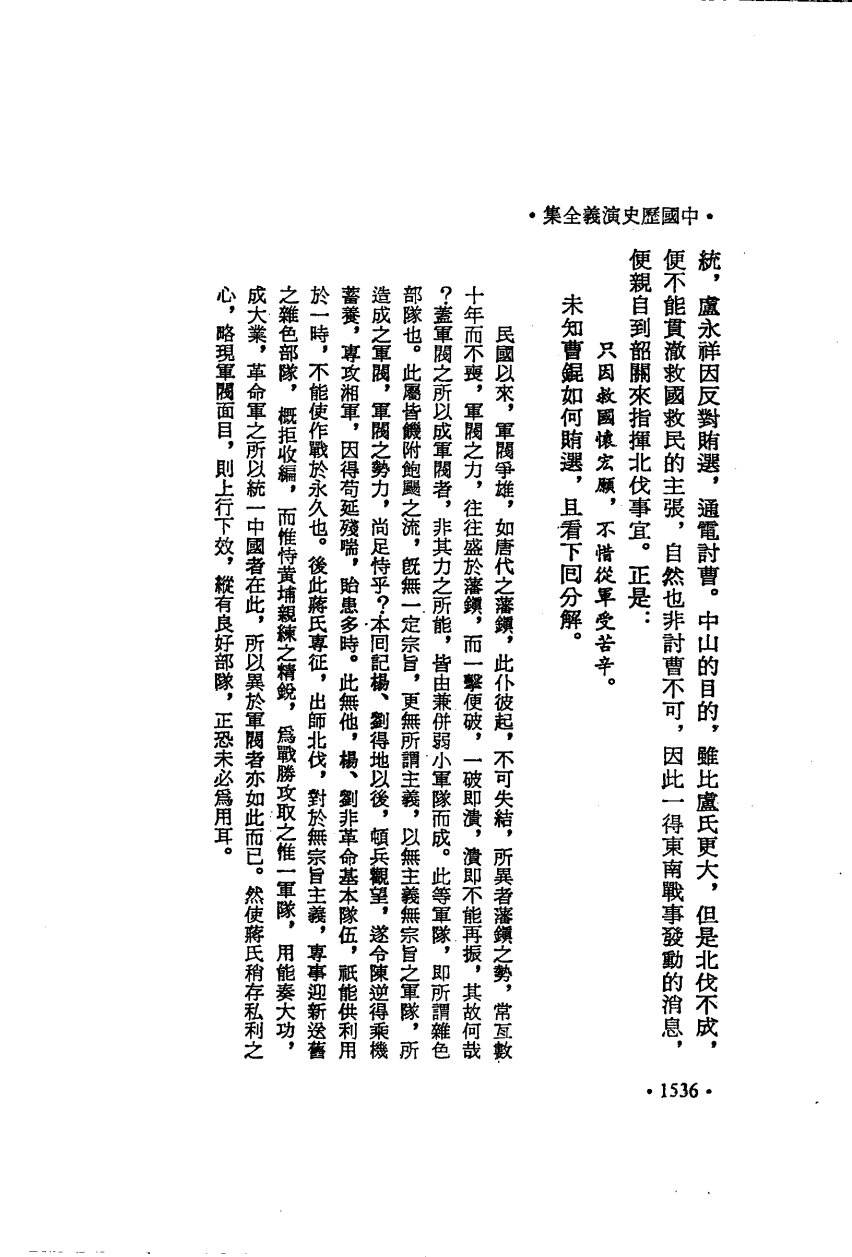 •中國歷史演義全集•
統，盧永祥因反對賄選，通電討曹。中山的目的，雖比盧氏更大，但是北伐不成，
便不能貫澈救國救民的主張，自然也非討曹不可，因此一得東南戰事發動的消息，
便親自到韶關來指揮北伐事宜。正是：
只因救國懷宏願，不惜從軍受苦辛。
未知曹錕如何賄選，且看下回分解。
民國以來，軍閥爭雄，如唐代之藩鎭，此仆彼起，不可失結，所異者藩鎭之勢，常亙數
十年而不喪，軍閥之力，往往盛於藩鎭，而一擊便破，一破即潰，潰即不能再振，其故何哉
？蓋軍閥之所以成軍閥者，非其力之所能，皆由兼併弱小軍隊而成。此等軍隊，即所謂雜色
部隊也。此屬皆饑附飽颺之流，旣無一定宗旨，更無所謂主義，以無主義無宗旨之軍隊，所
造成之軍閥，軍閥之勢力，尚足恃乎？本回記楊、劉得地以後，頓兵觀望，遂令陳逆得乘機
蓄養，專攻湘軍，因得苟延殘喘，貽患多時。此無他，楊、劉非革命基本隊伍，祇能供利用
於一時，不能使作戰於永久也。後此蔣氏專征，出師北伐，對於無宗旨主義，專事迎新送舊
之雜色部隊，概拒收編，而惟恃黄埔親練之精銳，爲戰勝攻取之惟一軍隊，用能奏大功，
成大業，革命軍之所以統一中國者在此，所以異於軍閥者亦如此而已。然使蔣氏稍存私利之
心，略現軍閥面目，則上行下效，縱有良好部隊，正恐未必爲用耳。
•1536•